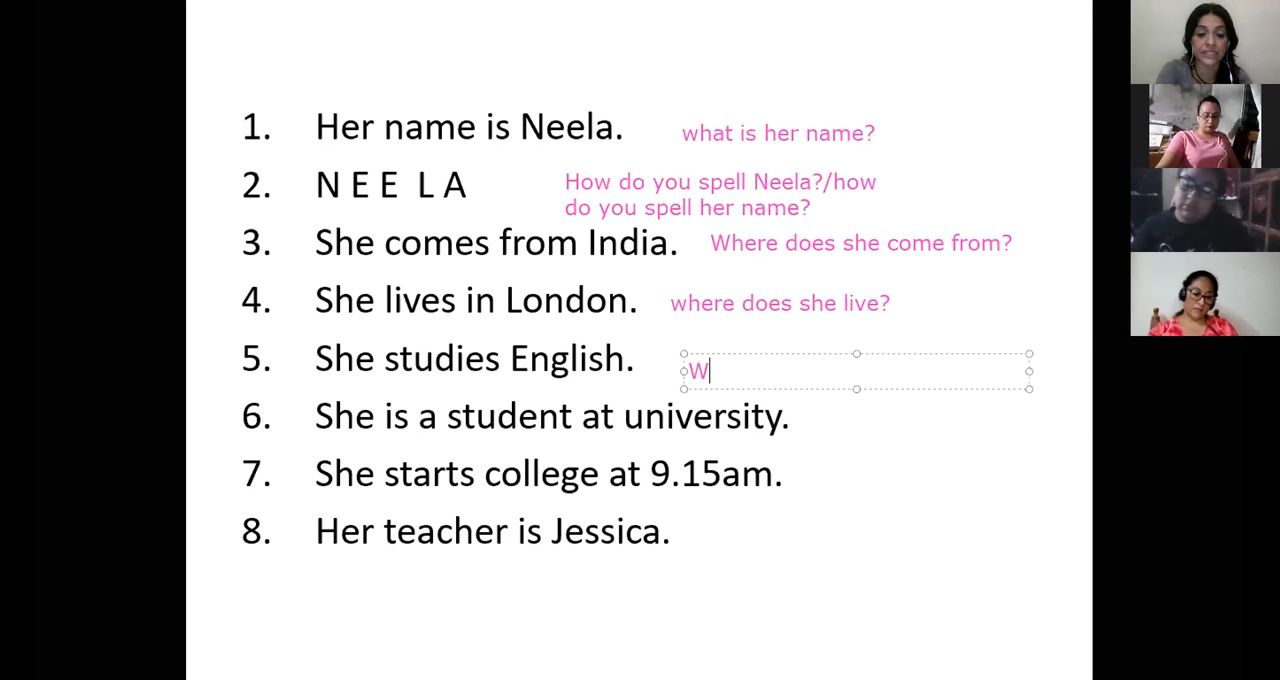 1. Her name is Neela. what is her name?
2. N E E L A How do you spell Neela?/how
do you spell her name?
3. She comes from India. Where does she come from?
4. She lives in London. where does she live?
5. She studies English. W
6. She is a student at university.
7. She starts college at 9.15am.
8. Her teacher is Jessica.